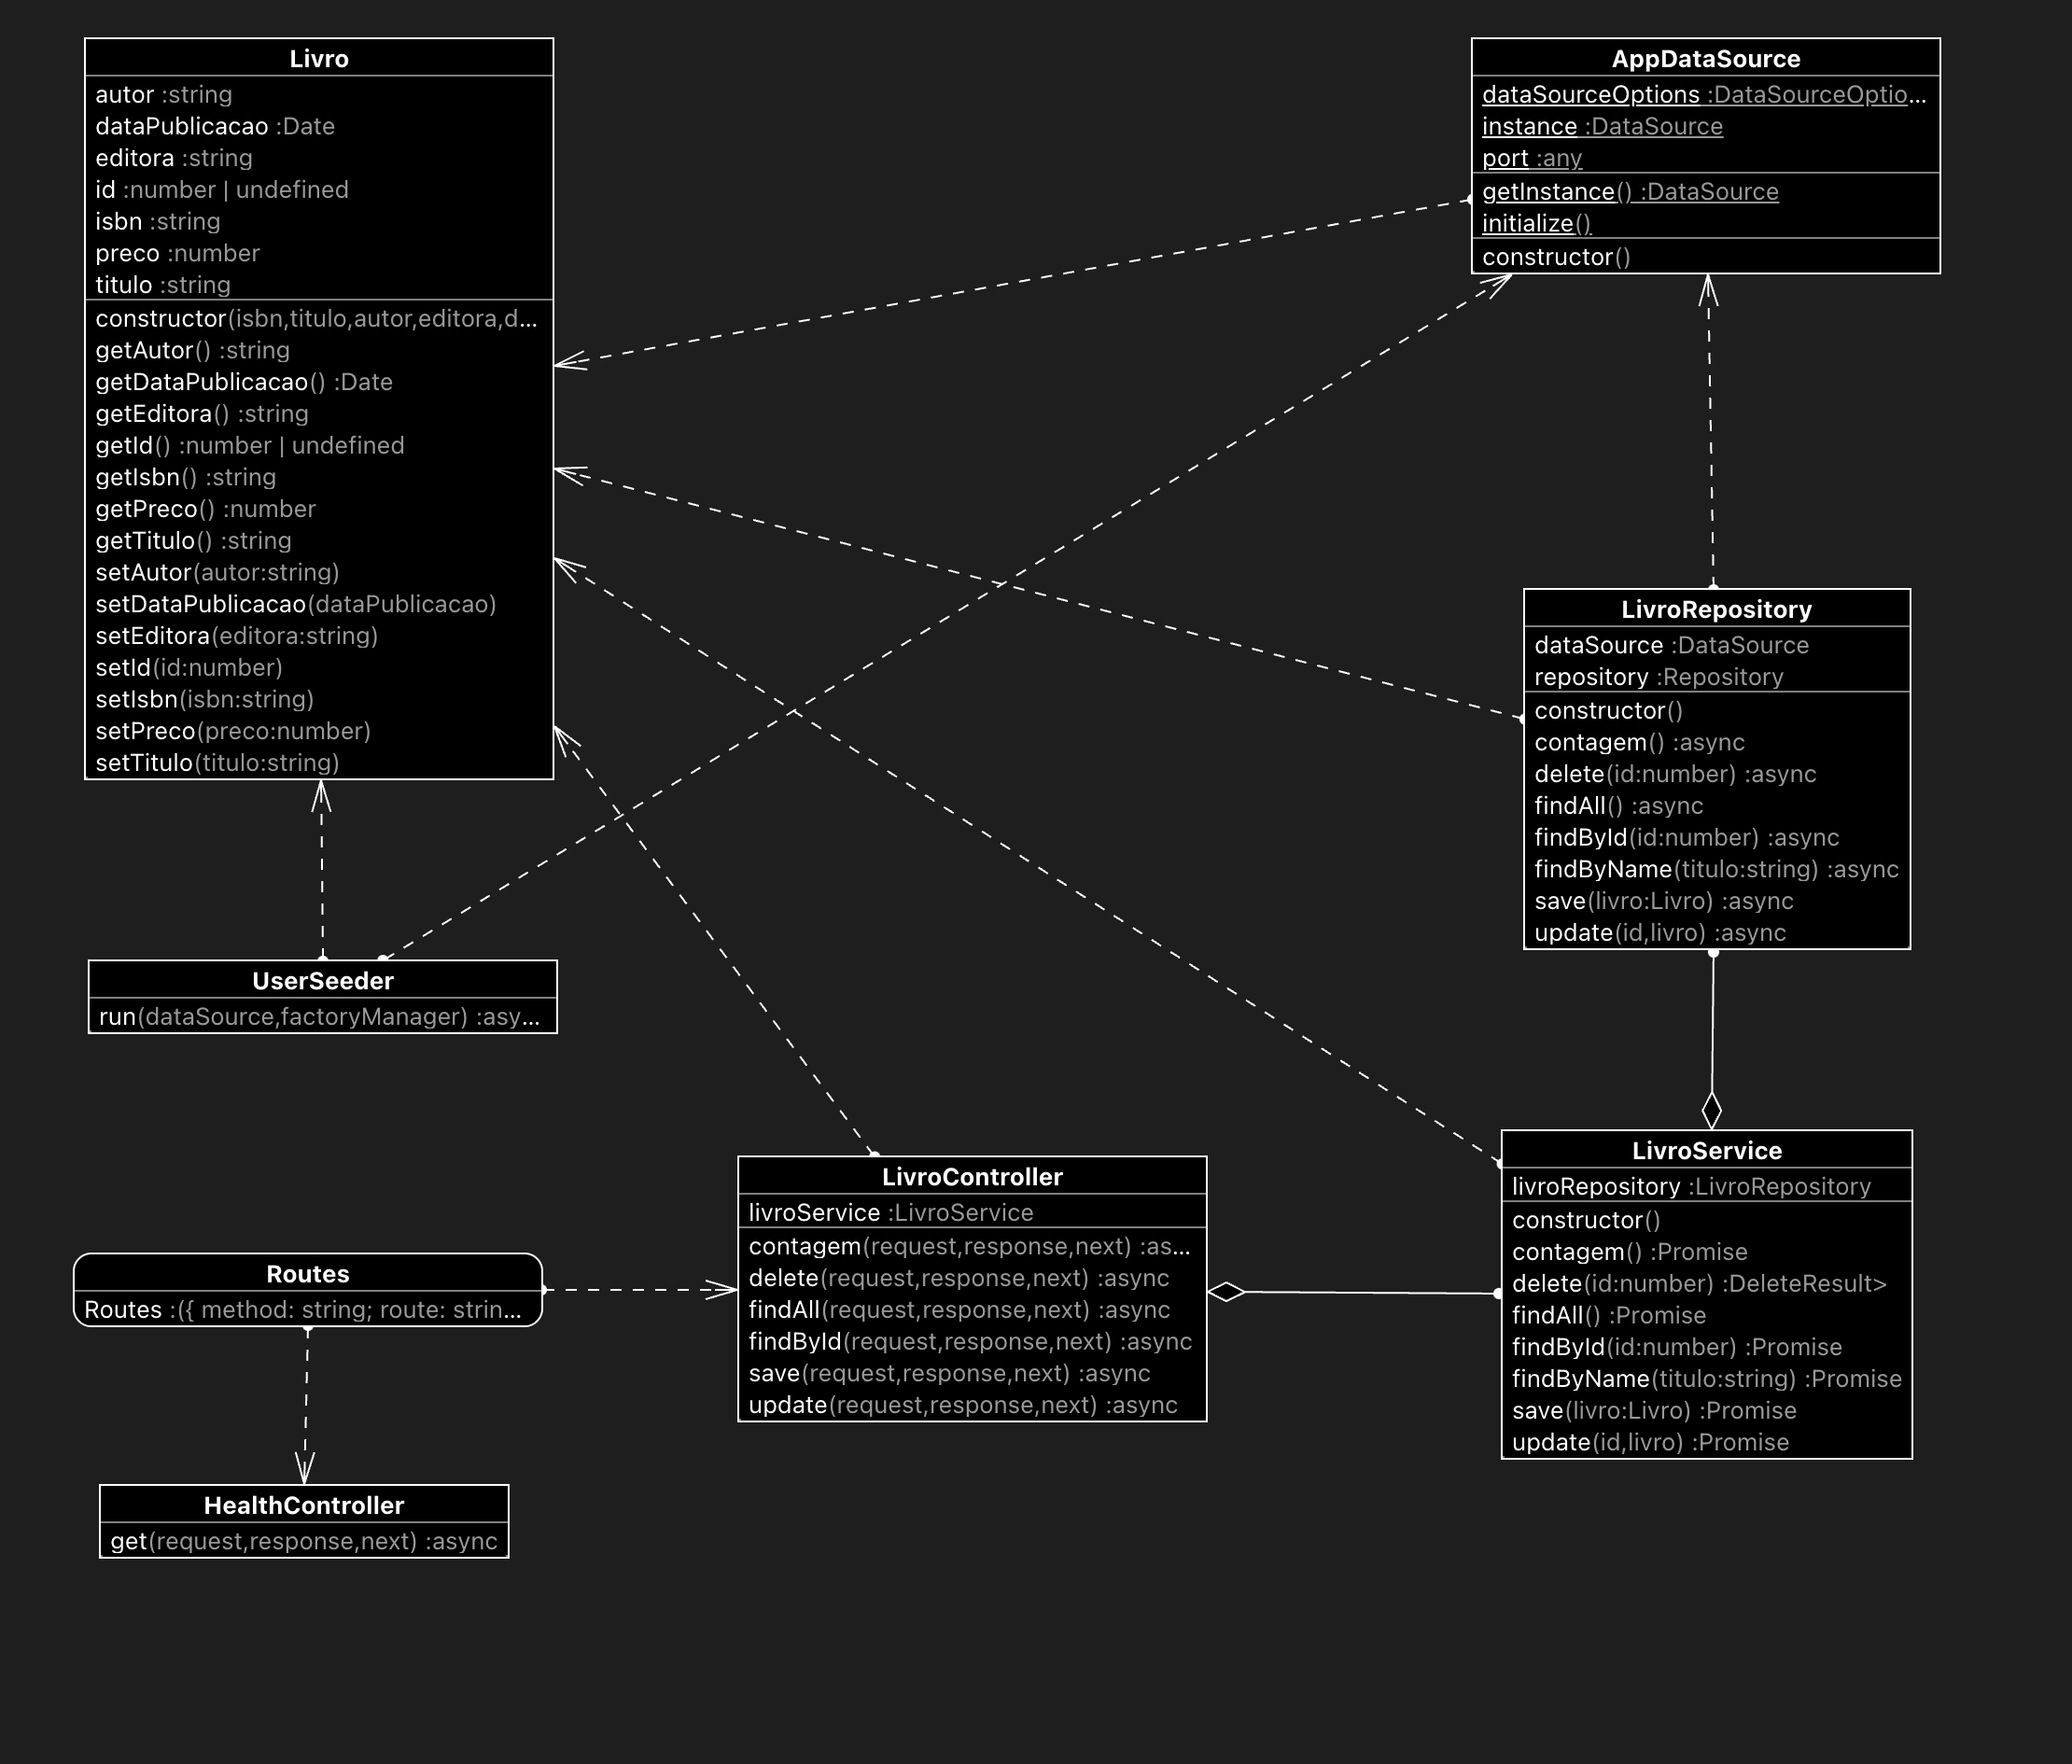 Livro
autor :string
dataPublicacao :Date
editora :string
id :number | undefined
isbn :string
preco :number
titulo :string
constructor(isbn,titulo,autor,editora,d...
getAutor() :string
getDataPublicacao() :Date
getEditora() :string
getId() :number | undefined
getIsbn() :string
getPreco() :number
getTitulo() :string
setAutor(autor:string)
setDataPublicacao(dataPublicacao)
setEditora(editora:string)
setId(id:number)
setIsbn(isbn:string)
setPreco(preco:number)
setTitulo(titulo:string)
AppDataSource
dataSourceOptions :DataSourceOptio...
instance :DataSource
port :any
getInstance() :DataSource
initialize()
constructor()
LivroRepository
dataSource :DataSource
repository :Repository
constructor()
contagem() :async
delete(id:number) :async
findAll() :async
findById(id:number) :async
findByName(titulo:string) :async
save(livro:Livro) :async
update(id,livro) :async
UserSeeder
run(dataSource,factoryManager) :asy...
LivroController
livroService :LivroService
contagem(request,response,next) :as...
delete(request,response,next) :async
findAll(request,response,next) :async
findById(request,response,next) :async
save(request,response,next) :async
update(request,response,next) :async
LivroService
livroRepository :LivroRepository
constructor()
contagem() :Promise
delete(id:number) :DeleteResult>
findAll() :Promise
findById(id:number) :Promise
findByName(titulo:string) :Promise
save(livro:Livro) :Promise
update(id,livro) :Promise
Routes
Routes :({ method: string; route: strin...
HealthController
get(request,response,next) :async